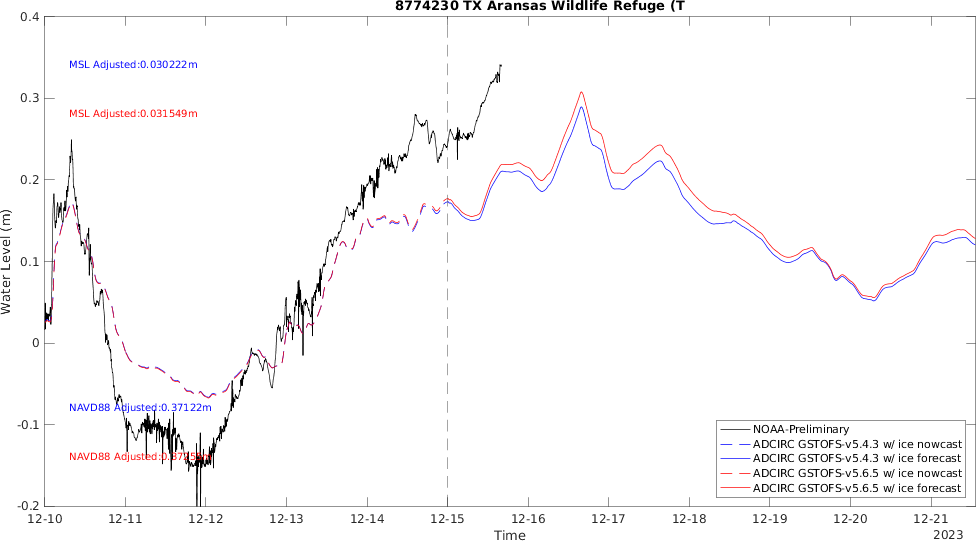 8774230 TX Aransas Wildlife Refuge (T
0.4
0.3
0.2
0.1
0
-0.1
-0.2
Water Level (m)
MSL Adjusted:0.030222m
MSL Adjusted:0.031549m
NAVD88 Adjusted:0.37122m
NAVD88
NOAA-Preliminary
ADCIRC GSTOFS-v5.4.3 w/ ice nowcast
ADCIRC GSTOFS-v5.4.3 w/ ice forecast
ADCIRC GSTOFS-v5.6.5 w/ ice nowcast
ADCIRC GSTOFS-v5.6.5 w/ ice forecast
12-10 12-11 12-12 12-13 12-14 12-15 12-16 12-17 12-18 12-19 12-20 12-21
Time
2023